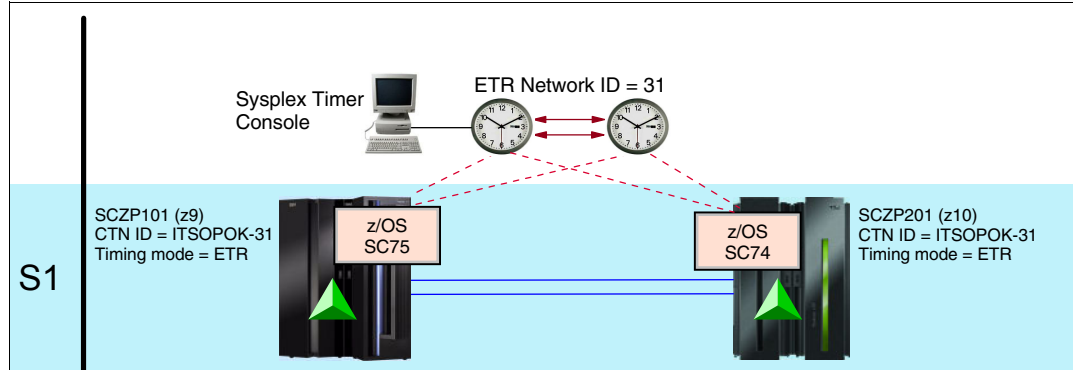 ETR Network ID = 31
Sysplex Timer
Console
SCZP101 (z9)
CTN ID = ITSOPOK-31
Timing mode = ETR
z/OS
SC75
z/OS
SC74
SCZP201 (z10)
CTN ID = ITSOPOK-31
Timing mode = ETR
S1